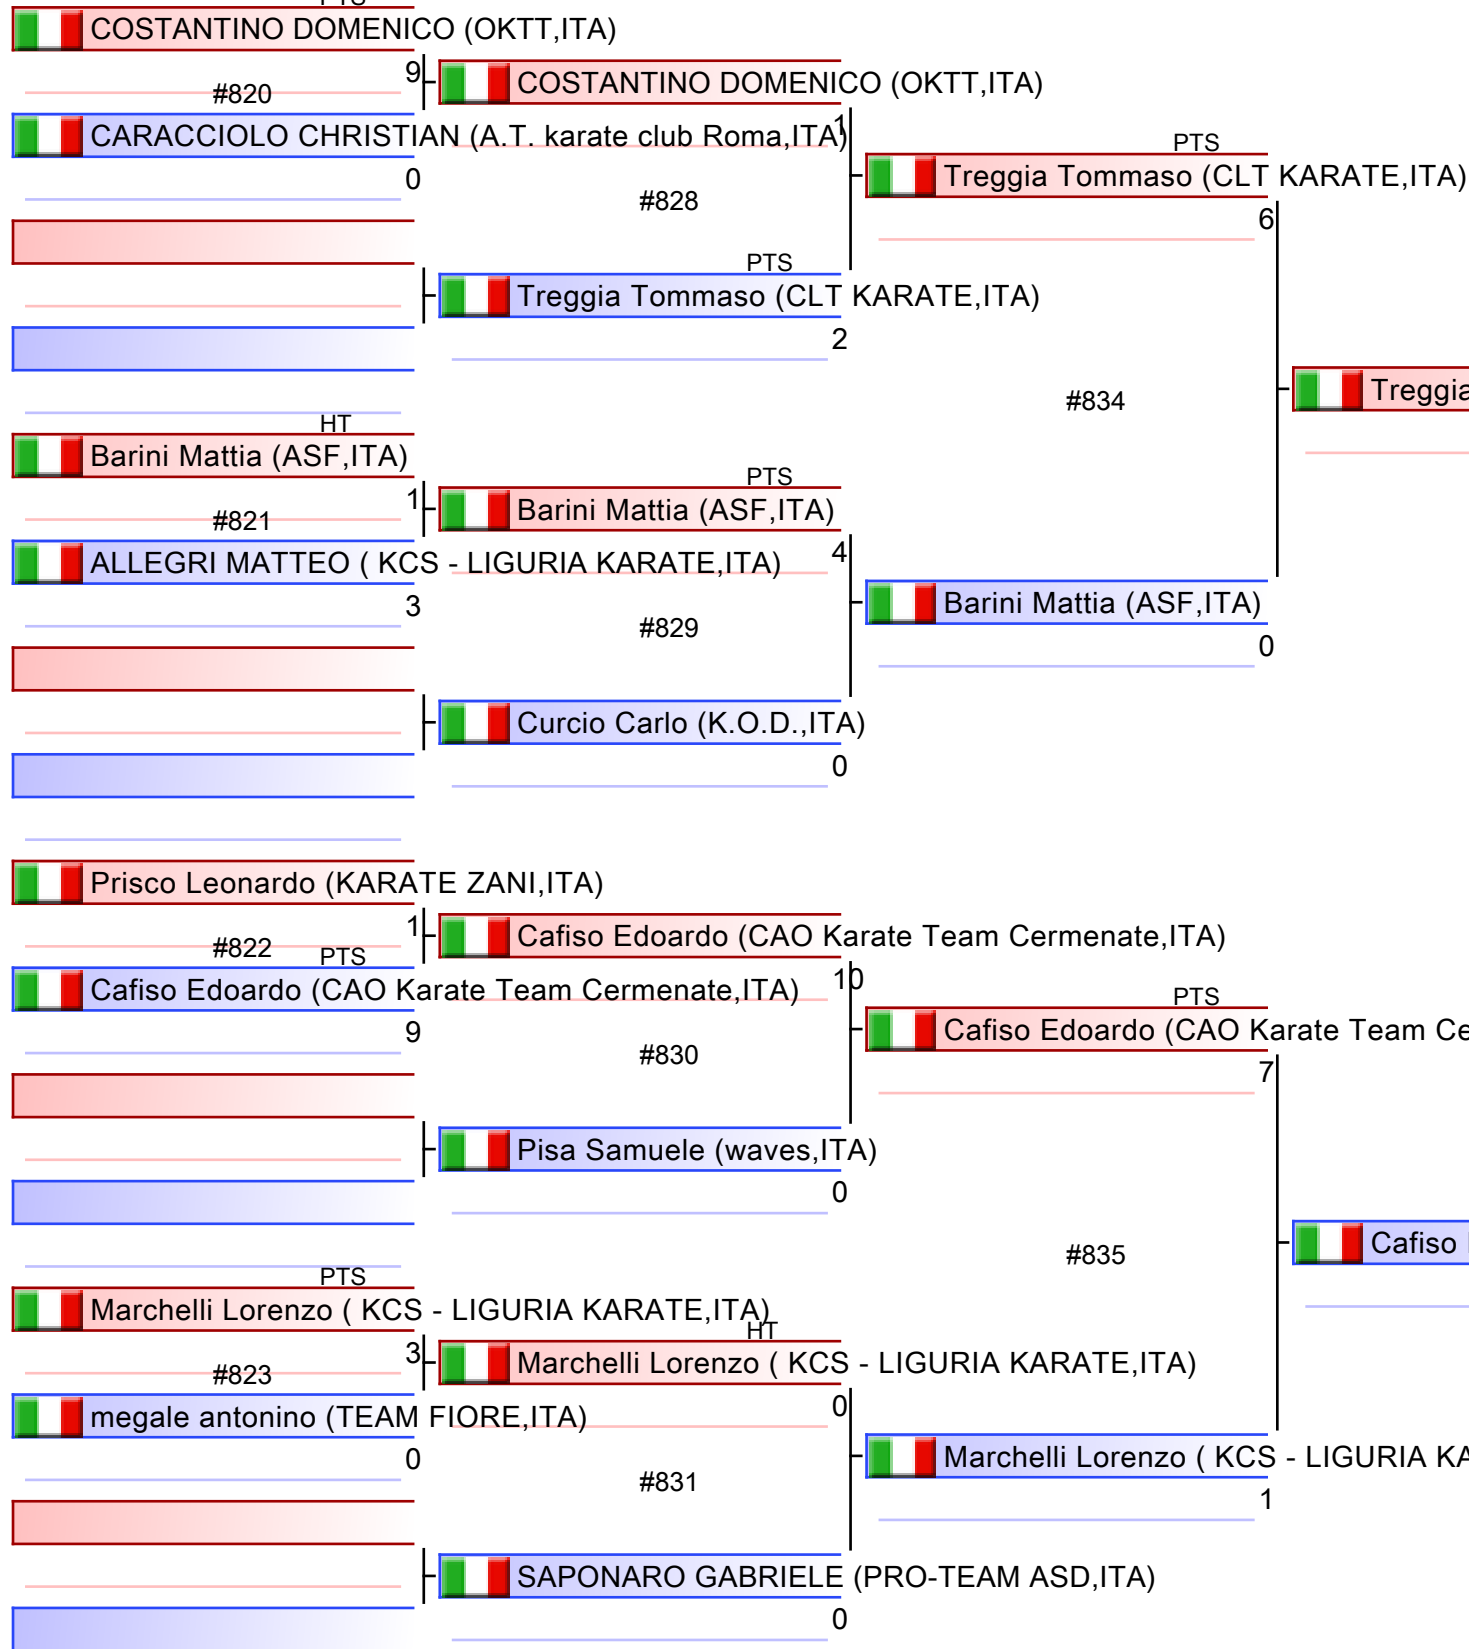 COSTANTINO DOMENICO (OKTT,ITA)
9
#820
CARACCIOLO CHRISTIAN (A.T. karate club Roma,ITA)
0
HT
Barini Mattia (ASF,ITA)
1
#821
ALLEGRI MATTEO ( KCS - LIGURIA KARATE,ITA)
3
Prisco Leonardo (KARATE ZANI,ITA)
1
#822
PTS
Cafiso Edoardo (CAO Karate Team Cermenate,ITA)
9
PTS
Marchelli Lorenzo ( KCS - LIGURIA KARATE,ITA)
3
#823
megale antonino (TEAM FIORE,ITA)
0
COSTANTINO DOMENICO (OKTT,ITA)
1
#828
PTS
Treggia Tommaso (CLT KARATE,ITA)
2
PTS
Barini Mattia (ASF,ITA)
4
#829
Curcio Carlo (K.O.D.,ITA)
0
Cafiso Edoardo (CAO Karate Team Cermenate,ITA)
10
#830
Pisa Samuele (waves,ITA)
0
HT
Marchelli Lorenzo ( KCS - LIGURIA KARATE,ITA)
0
#831
SAPONARO GABRIELE (PRO-TEAM ASD,ITA)
0
PTS
Treggia Tommaso (CLT KARATE,ITA)
6
#834
Barini Mattia (ASF,ITA)
0
PTS
Cafiso Edoardo (CAO Karate Team Ce
7
#835
Marchelli Lorenzo ( KCS - LIGURIA KA
1
Treggia
Cafiso